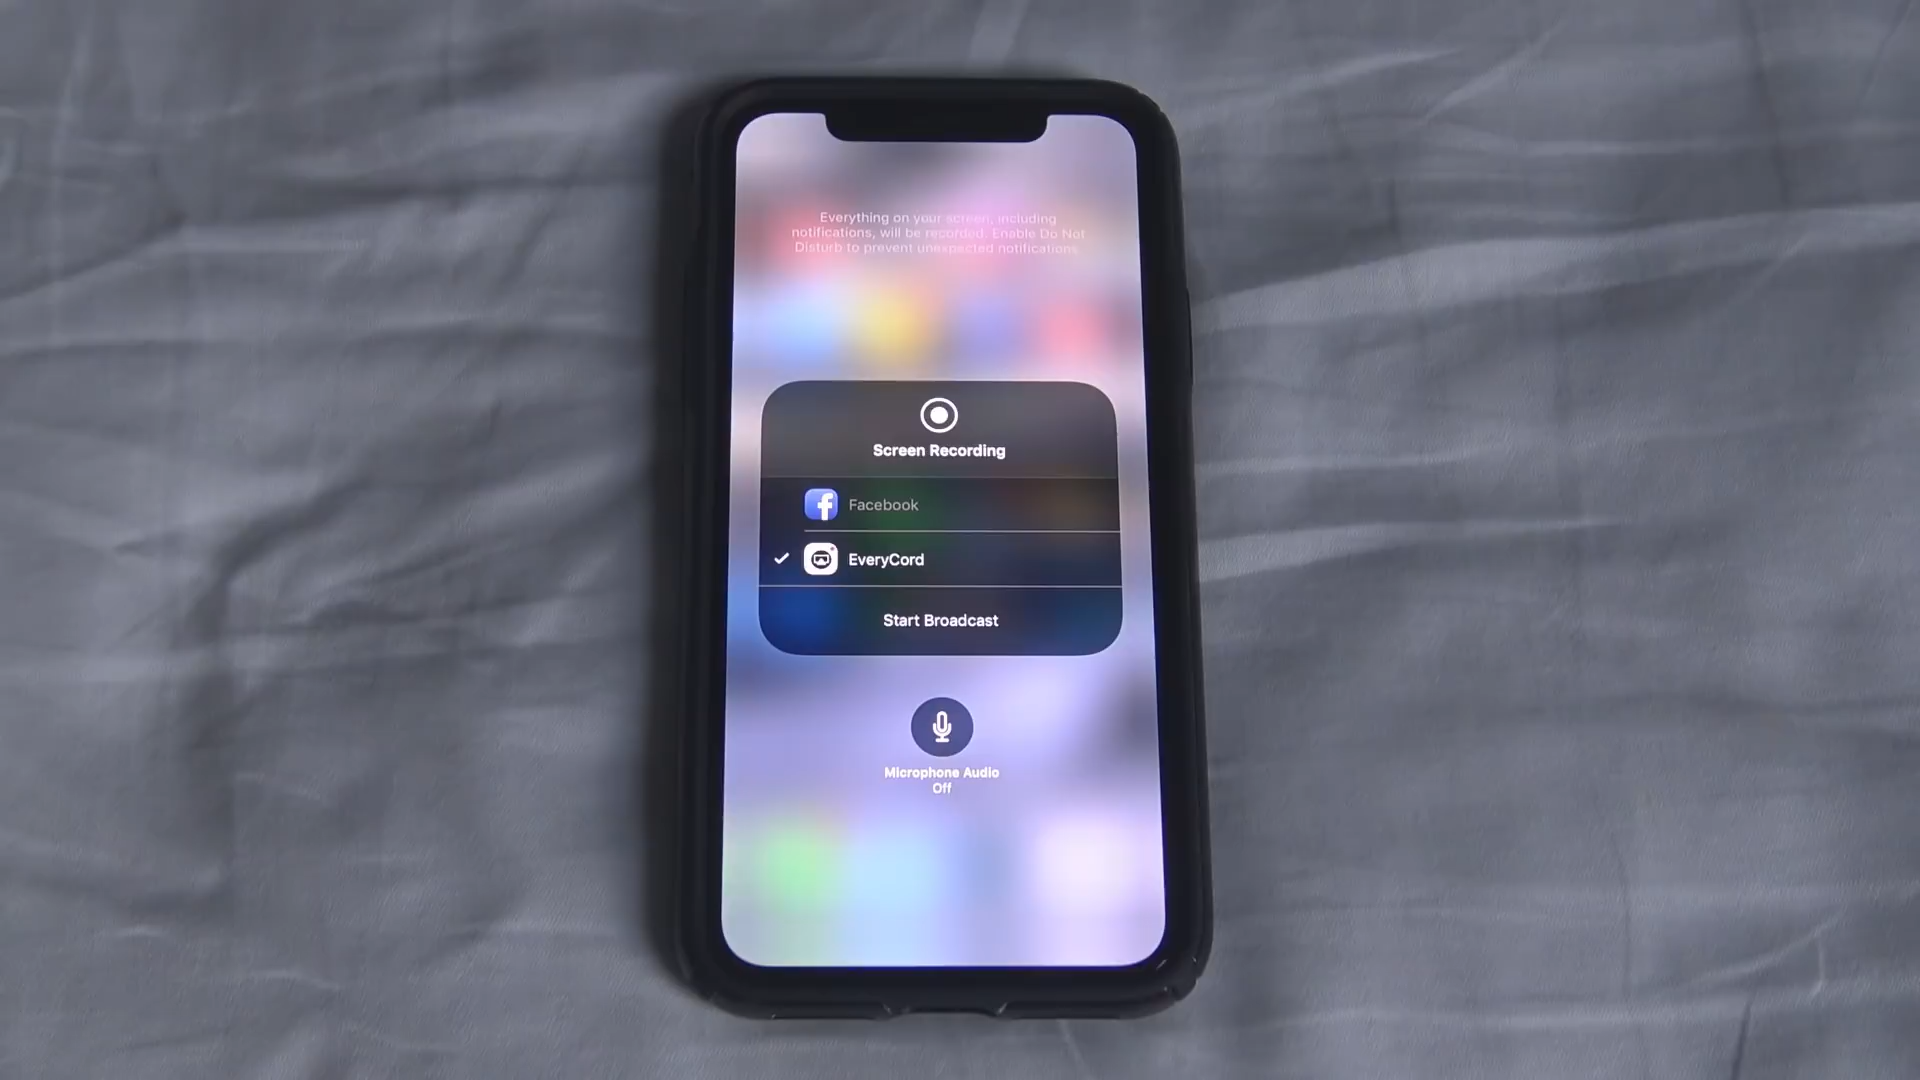 Everything on your screen, including
notifications, will be recorded. Enable Do Not
Disturb to prevent unexpected notifications.
Screen Recording
Facebook
EveryCord
Start Broadcast
Microphone Audio
Off